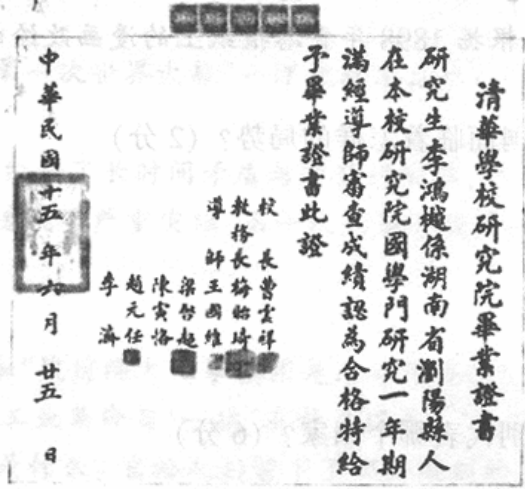 清華學校研究院畢業證書
研究生李鴻樾係湖南省瀏陽縣人
在本校研究院國學門研究一年期
滿經導師審查成績認為合格特給
予畢業證書此證
校長曹雲祥
教務長梅貽琦
導師王國維
梁啓超
陳寅恪
趙元任
李濟
中華民國十五年六月廿五日